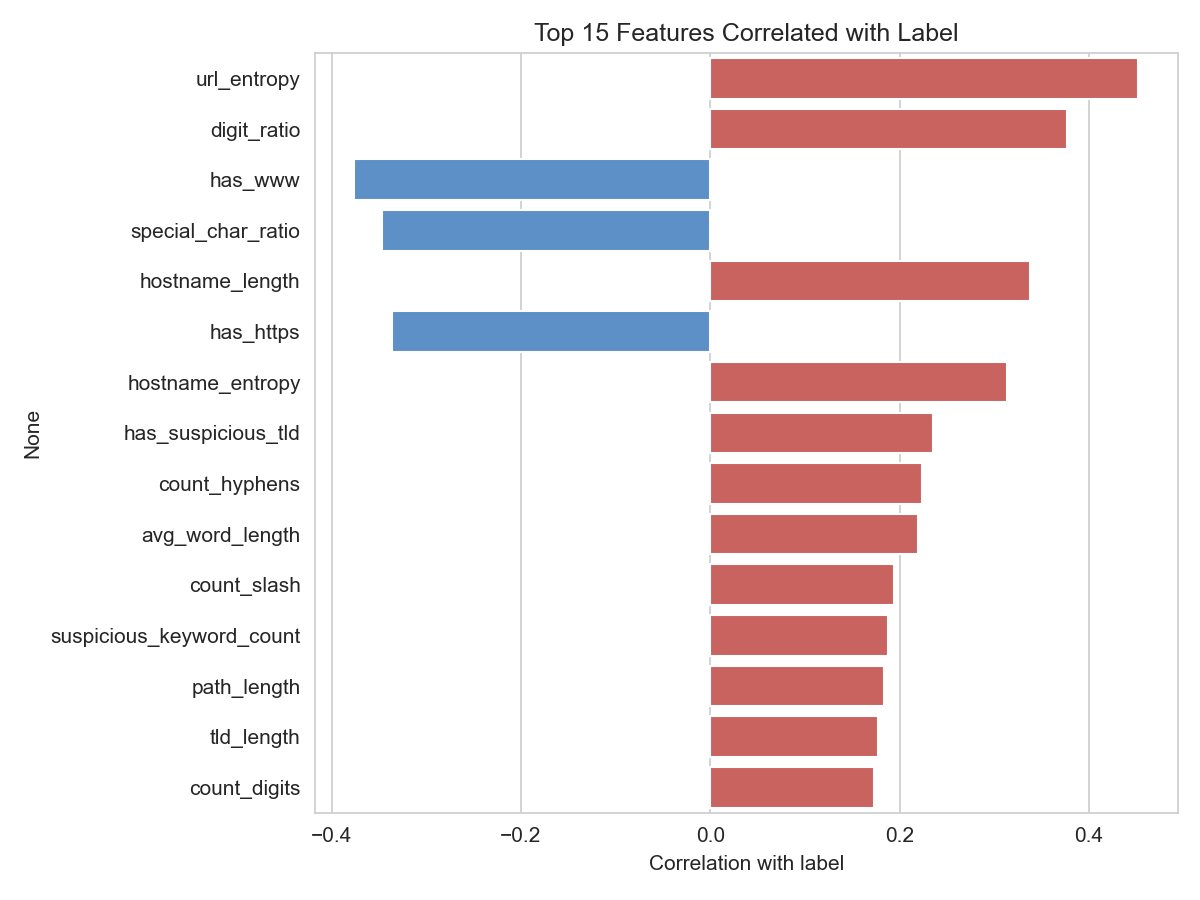 Top 15 Features Correlated with Label
url_entropy
digit_ratio
has_www
special_char_ratio
hostname_length
has_https
hostname_entropy
has_suspicious_tld
count_hyphens
avg_word_length
count_slash
suspicious_keyword_count
path_length
tld_length
count_digits
None
−0.4 −0.2 0.0 0.2 0.4
Correlation with label